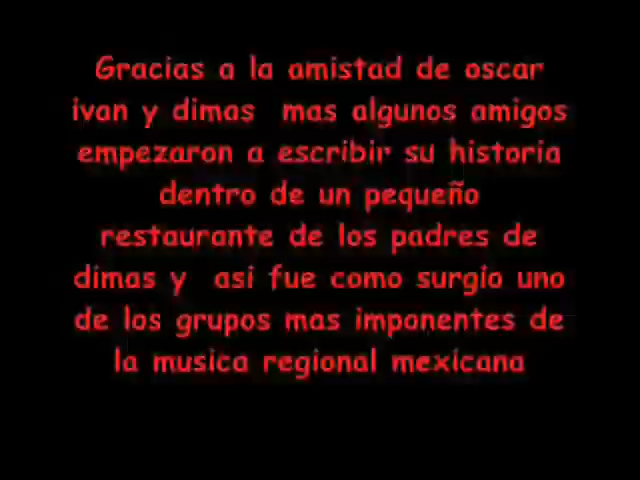 Gracias a la amistad de oscar
ivan y dimas mas algunos amigos
empezaron a escribir su historia
dentro de un pequeño
restaurante de los padres de
dimas y asi fue como surgio uno
de los grupos mas imponentes de
la musica regional mexicana